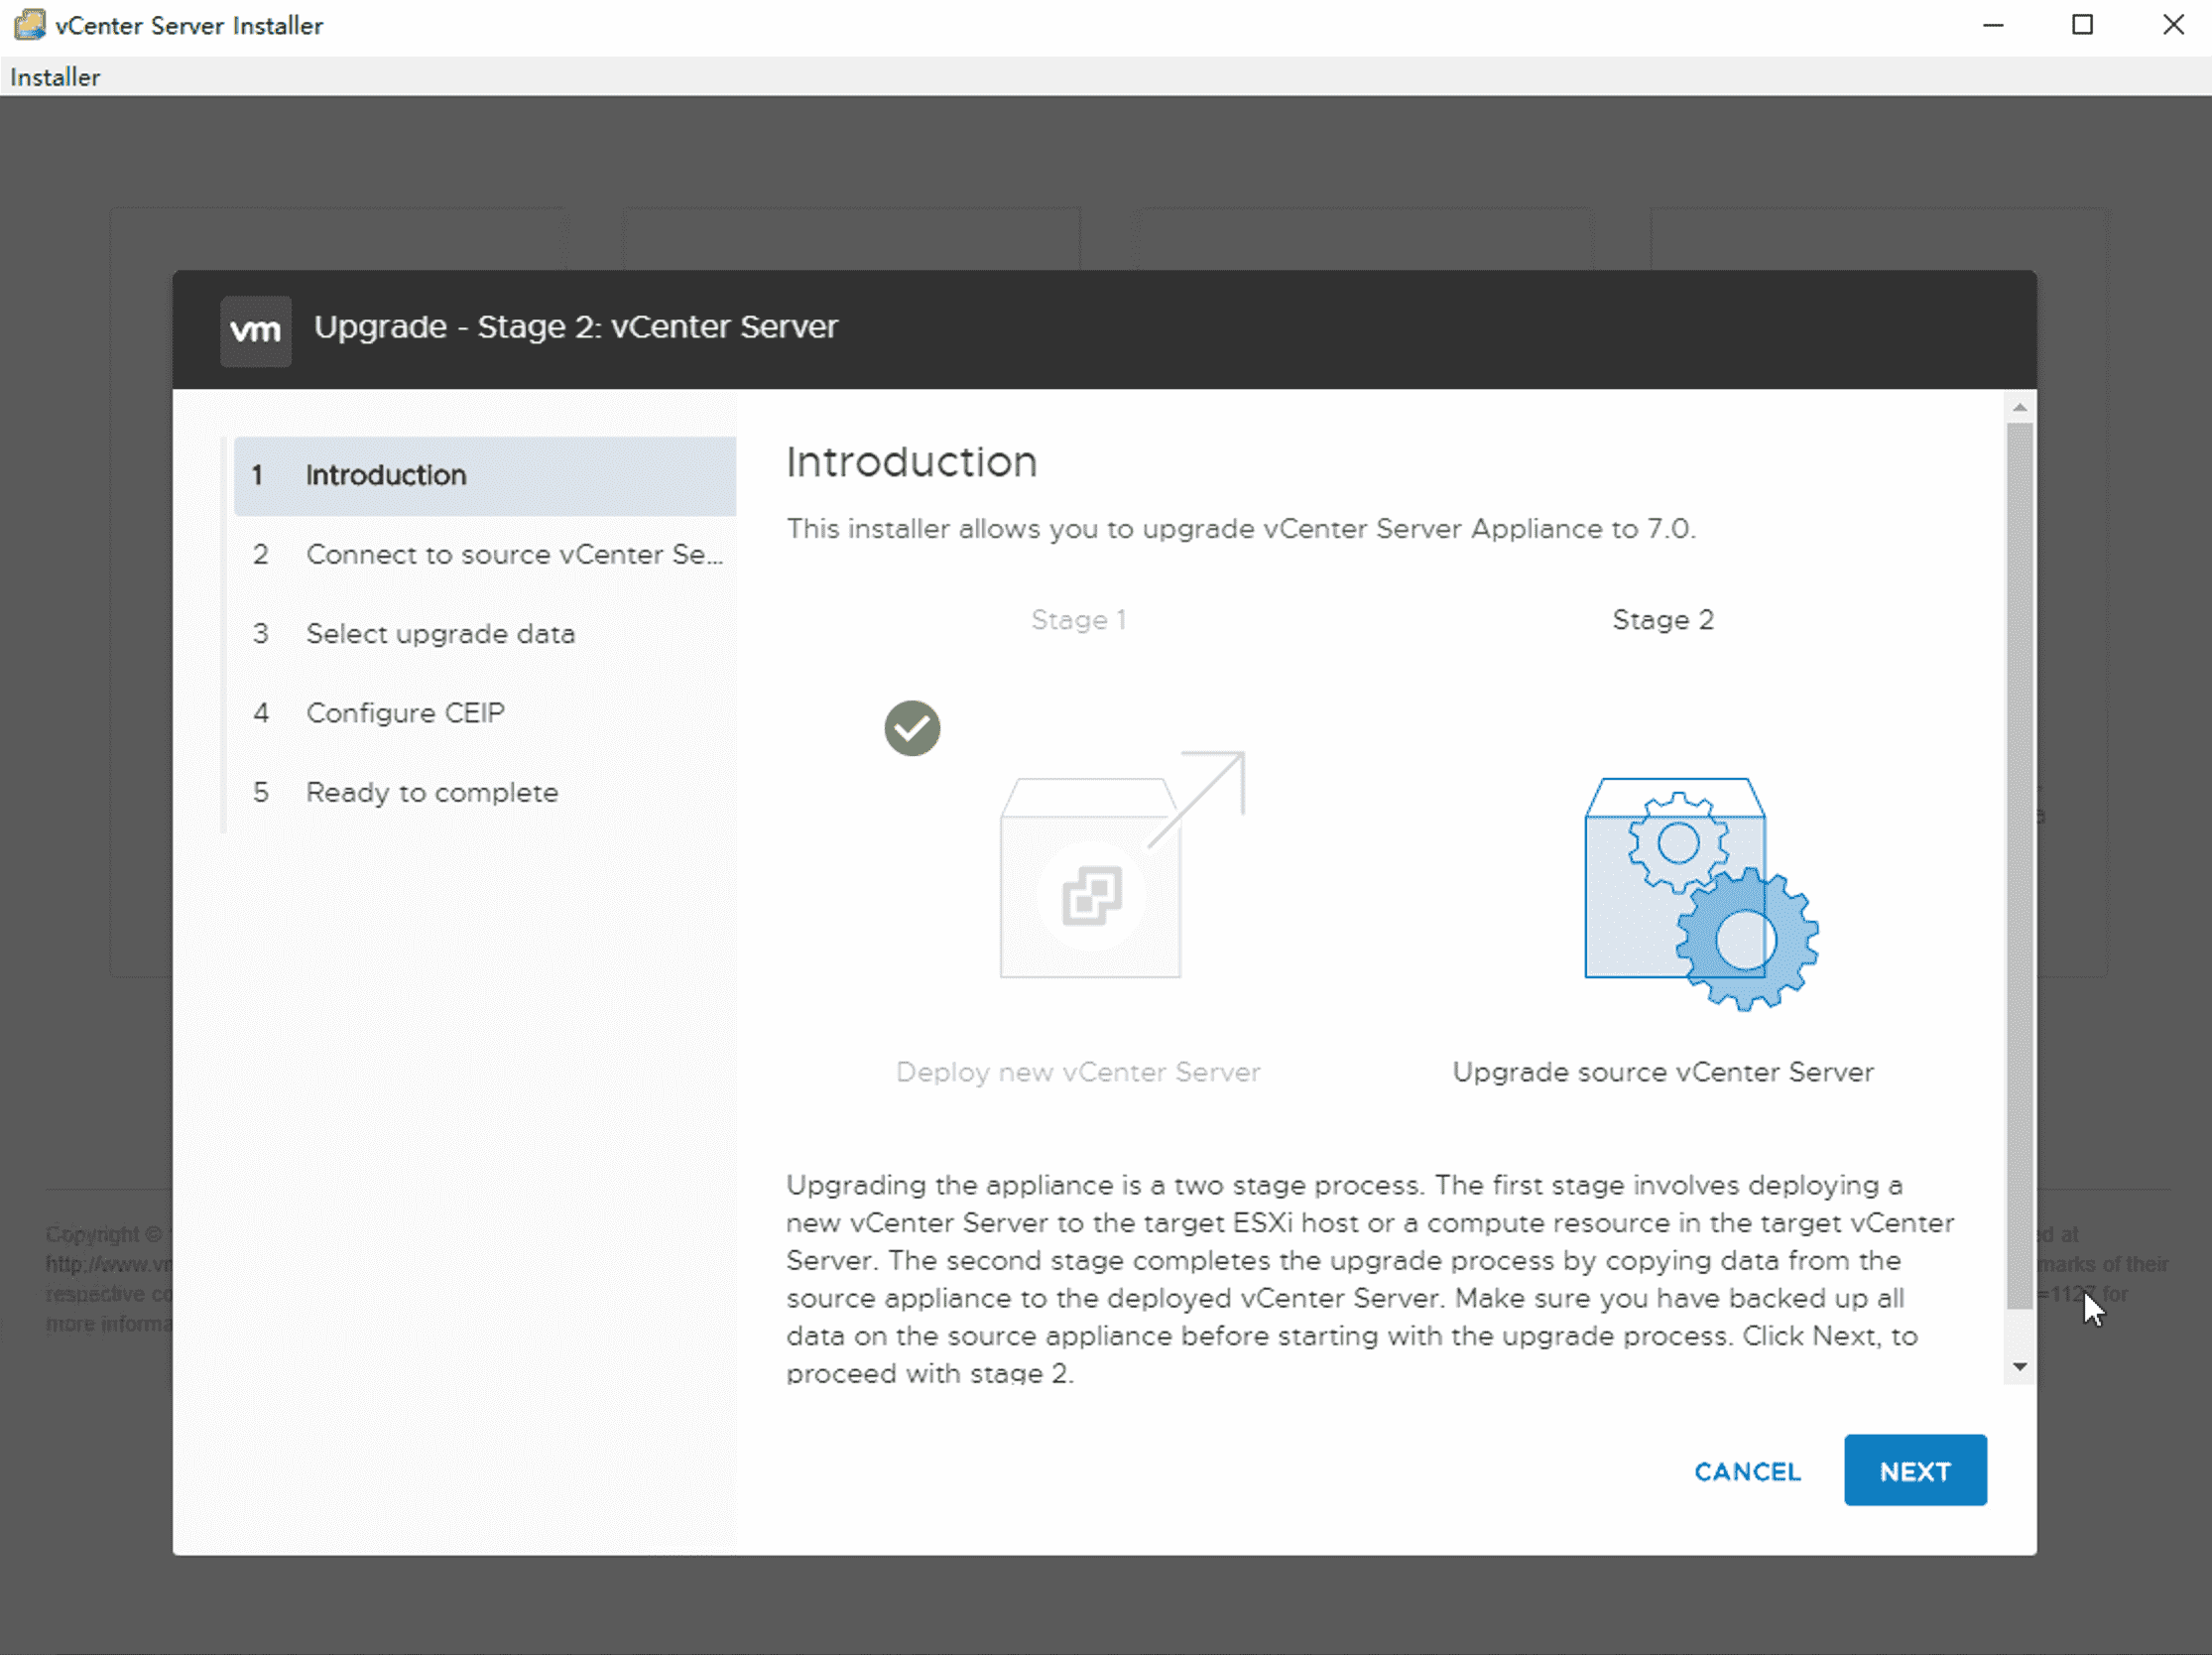 vCenter Server Installer
Installer
vm
Upgrade - Stage 2: vCenter Server
1 Introduction
2 Connect to source vCenter Se...
3 Select upgrade data
4 Configure CEIP
5 Ready to complete
Introduction
This installer allows you to upgrade vCenter Server Appliance to 7.0.
Stage 1
Stage 2
Deploy new vCenter Server
Upgrade source vCenter Server
Upgrading the appliance is a two stage process. The first stage involves deploying a
new vCenter Server to the target ESXi host or a compute resource in the target vCenter
Server. The second stage completes the upgrade process by copying data from the
source appliance to the deployed vCenter Server. Make sure you have backed up all
data on the source appliance before starting with the upgrade process. Click Next, to
proceed with stage 2.
CANCEL
NEXT
Copyright ©
http://www.vm
respective co
more informa
ed at
marks of their
=1127 for